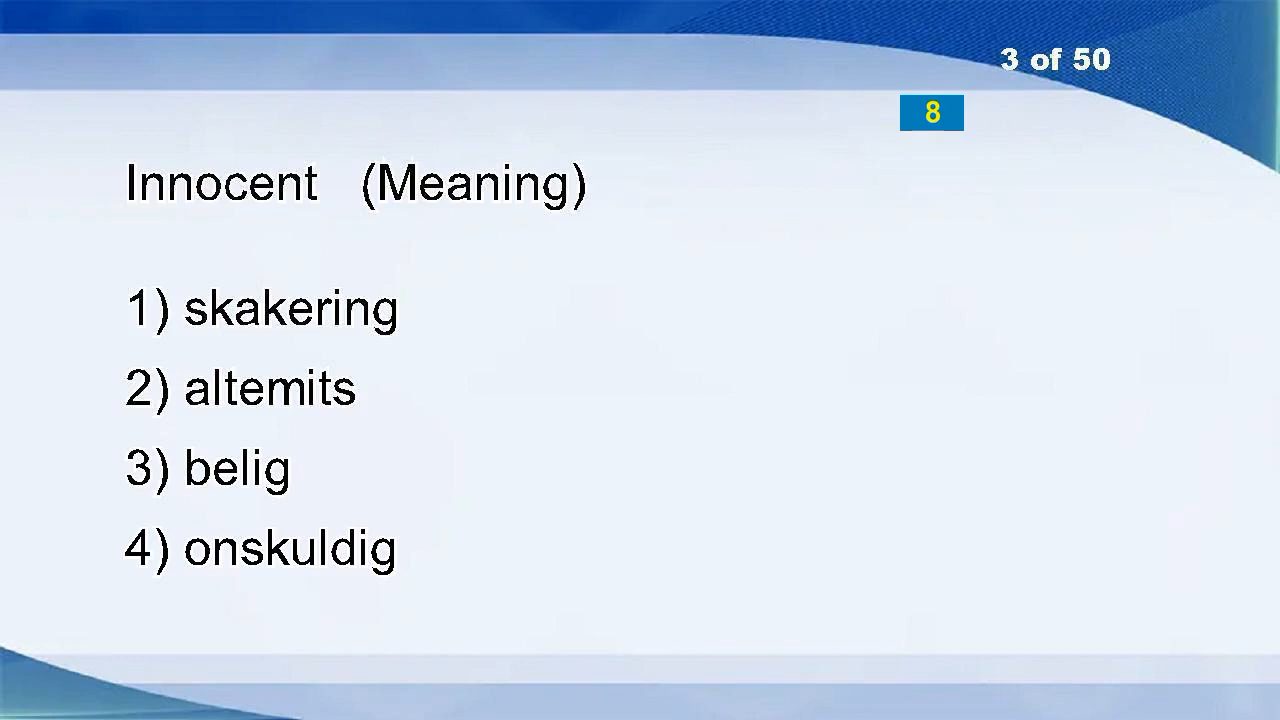 3 of 50
8
Innocent (Meaning)
1) skakering
2) altemits
3) belig
4) onskuldig